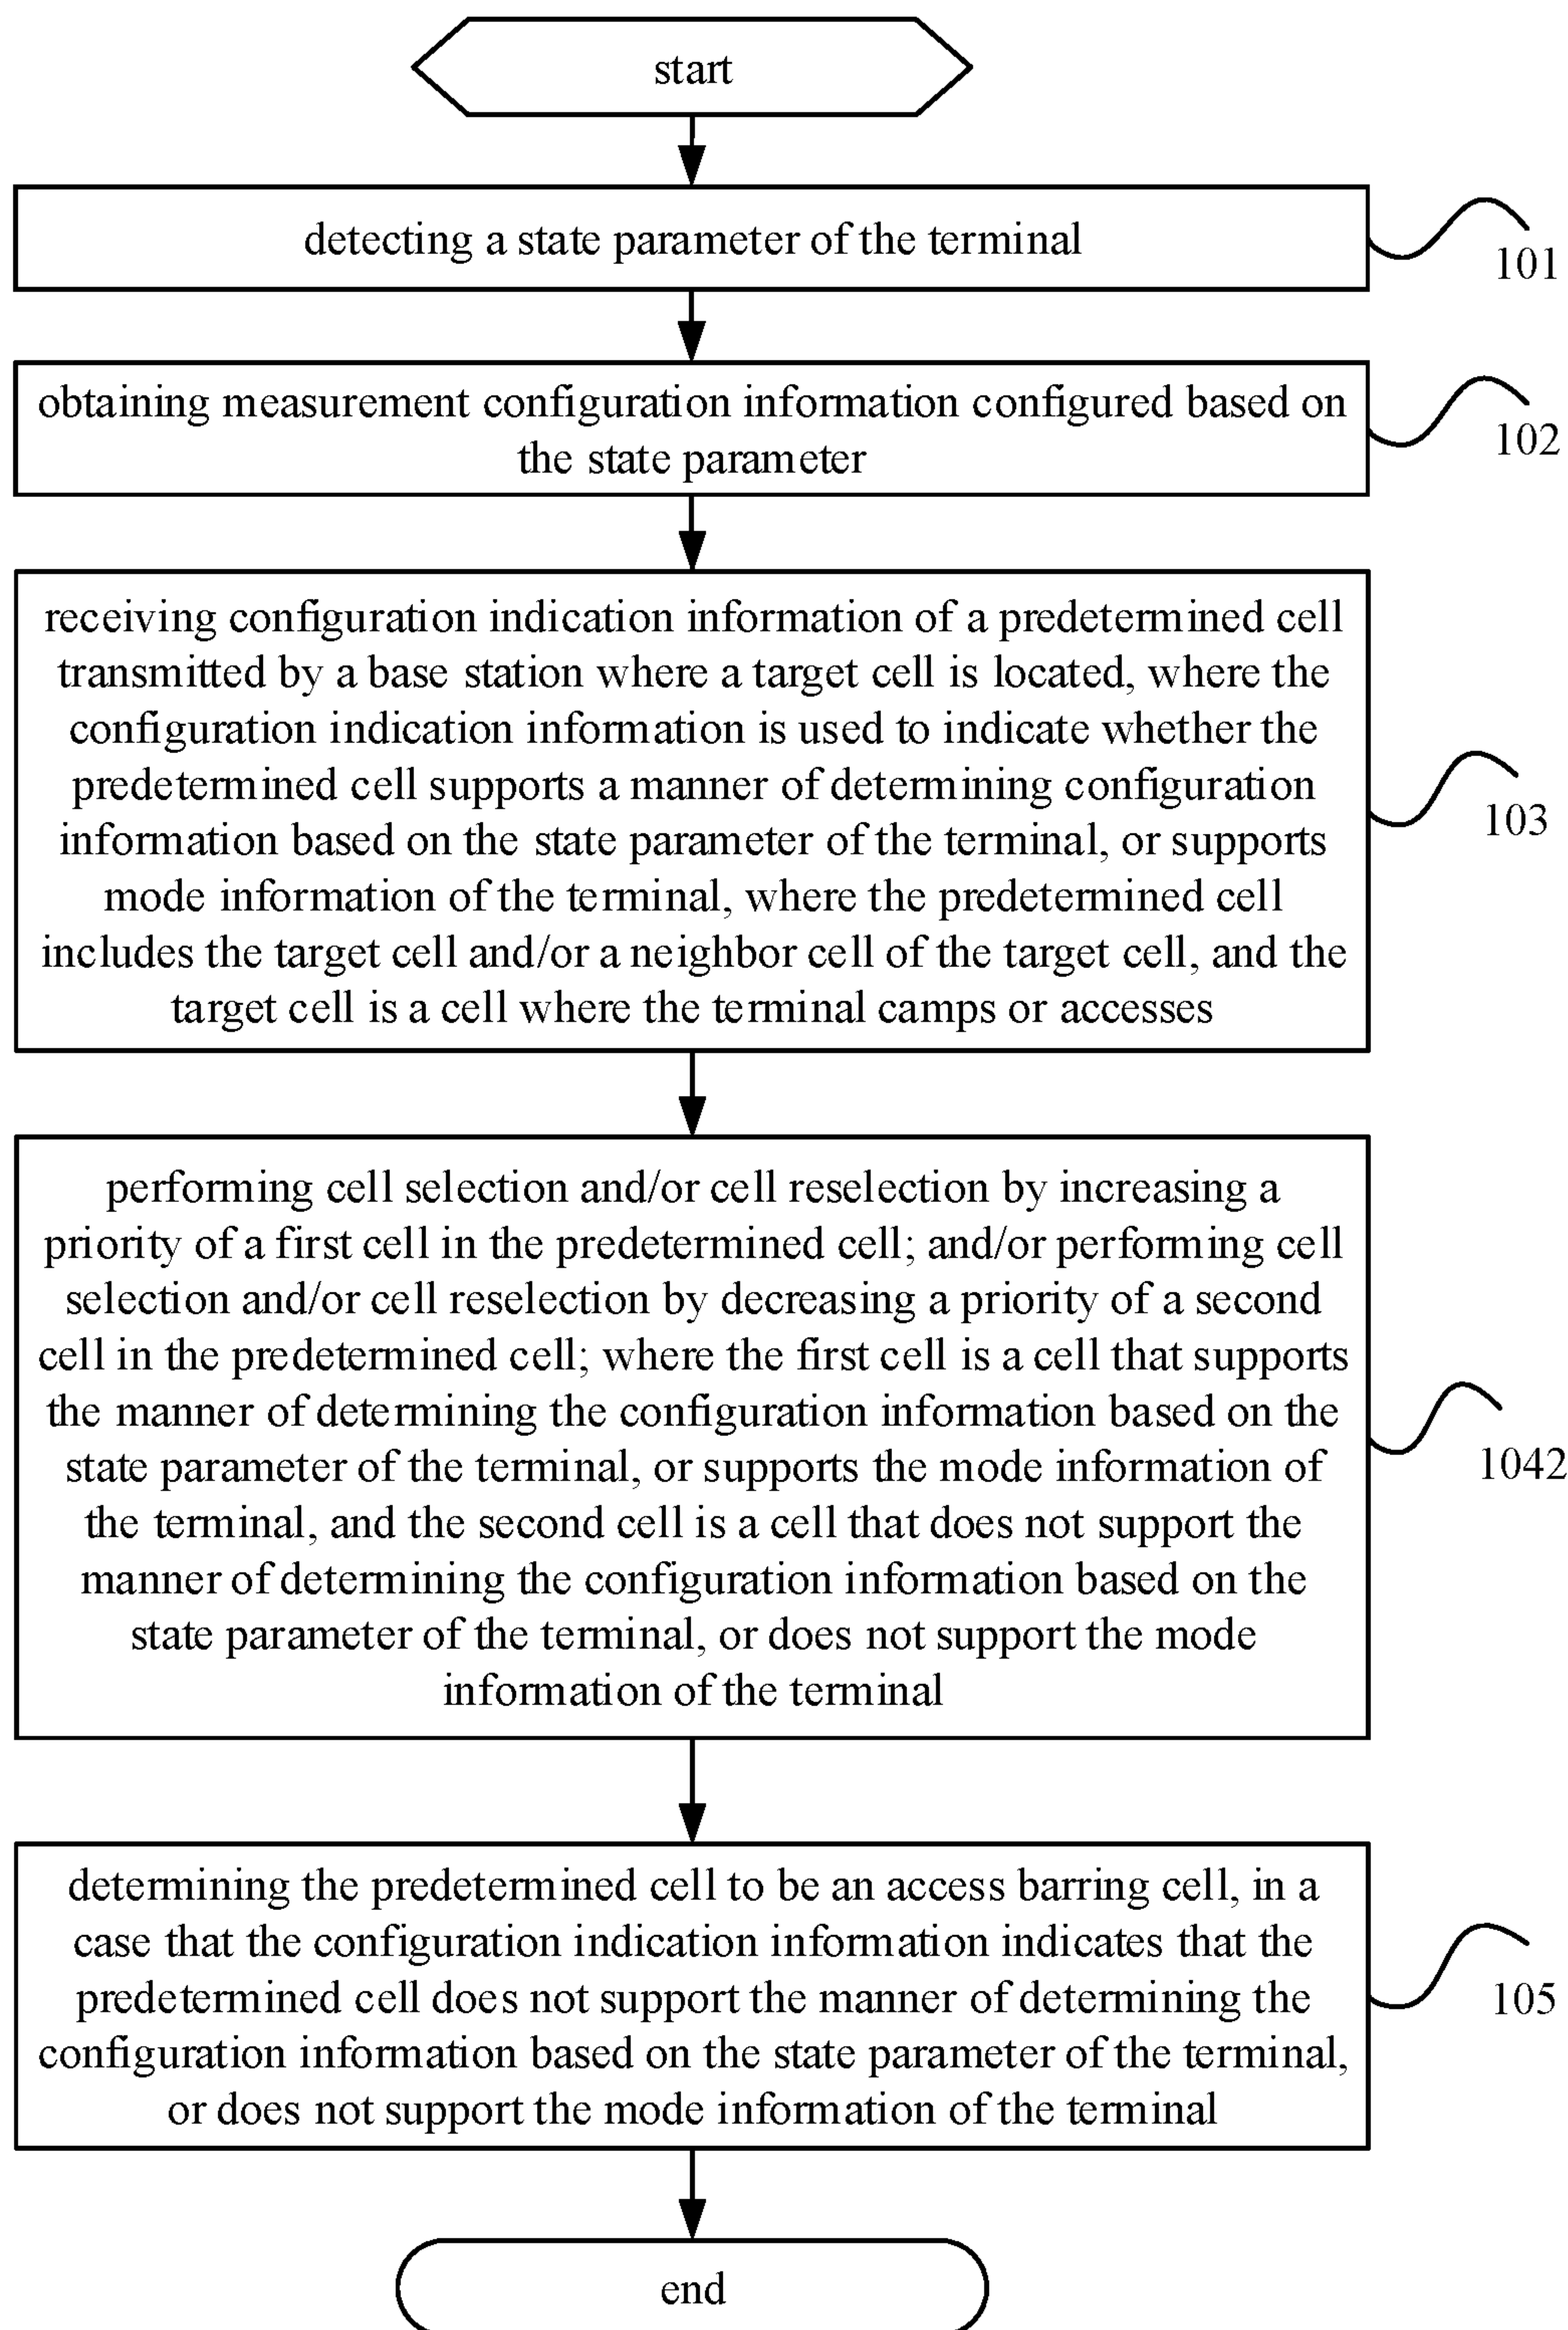 start
detecting a state parameter of the terminal
101
obtaining measurement configuration information configured based on
the state parameter
102
receiving configuration indication information of a predetermined cell
transmitted by a base station where a target cell is located, where the
configuration indication information is used to indicate whether the
predetermined cell supports a manner of determining configuration
information based on the state parameter of the terminal, or supports
mode information of the terminal, where the predetermined cell
includes the target cell and/or a neighbor cell of the target cell, and the
target cell is a cell where the terminal camps or accesses
103
performing cell selection and/or cell reselection by increasing a
priority of a first cell in the predetermined cell; and/or performing cell
selection and/or cell reselection by decreasing a priority of a second
cell in the predetermined cell; where the first cell is a cell that supports
the manner of determining the configuration information based on the
state parameter of the terminal, or supports the mode information of
the terminal, and the second cell is a cell that does not support the
manner of determining the configuration information based on the
state parameter of the terminal, or does not support the mode
information of the terminal
1042
determining the predetermined cell to be an access barring cell, in a
case that the configuration indication information indicates that the
predetermined cell does not support the manner of determining the
configuration information based on the state parameter of the terminal,
or does not support the mode information of the terminal
105
end